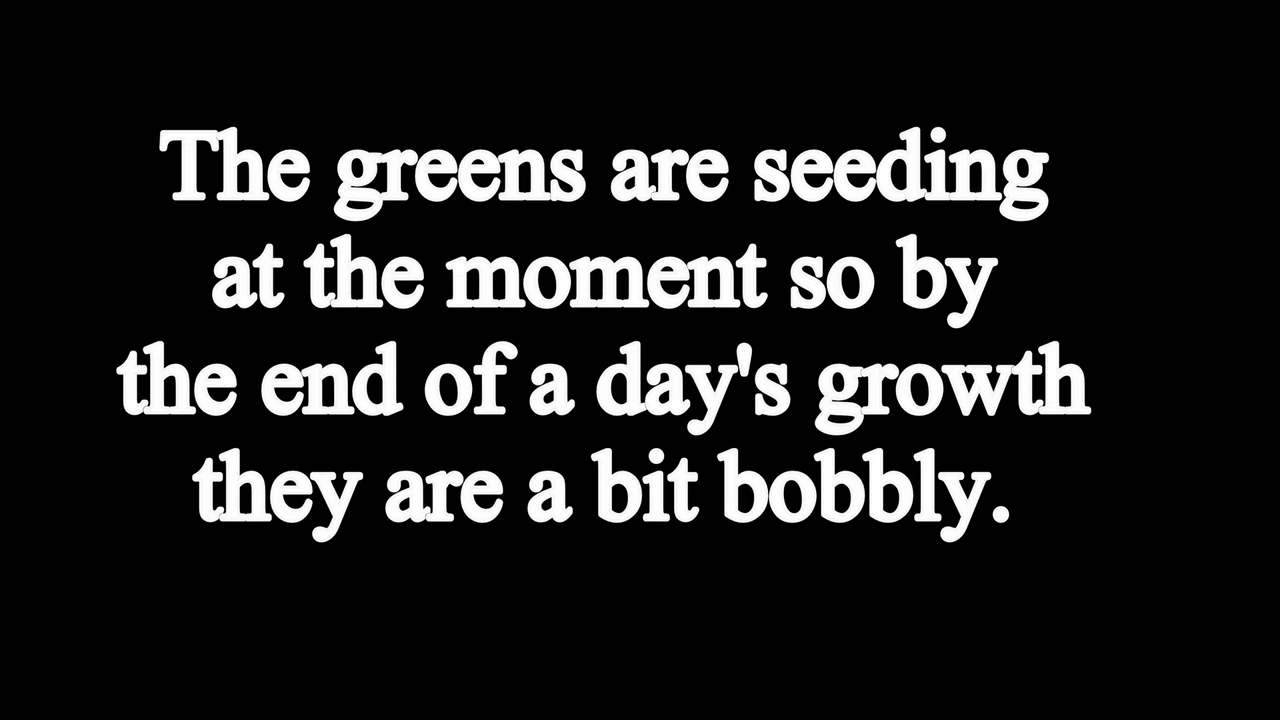 The greens are seeding
at the moment so by
the end of a day's growth
they are a bit bobbly.